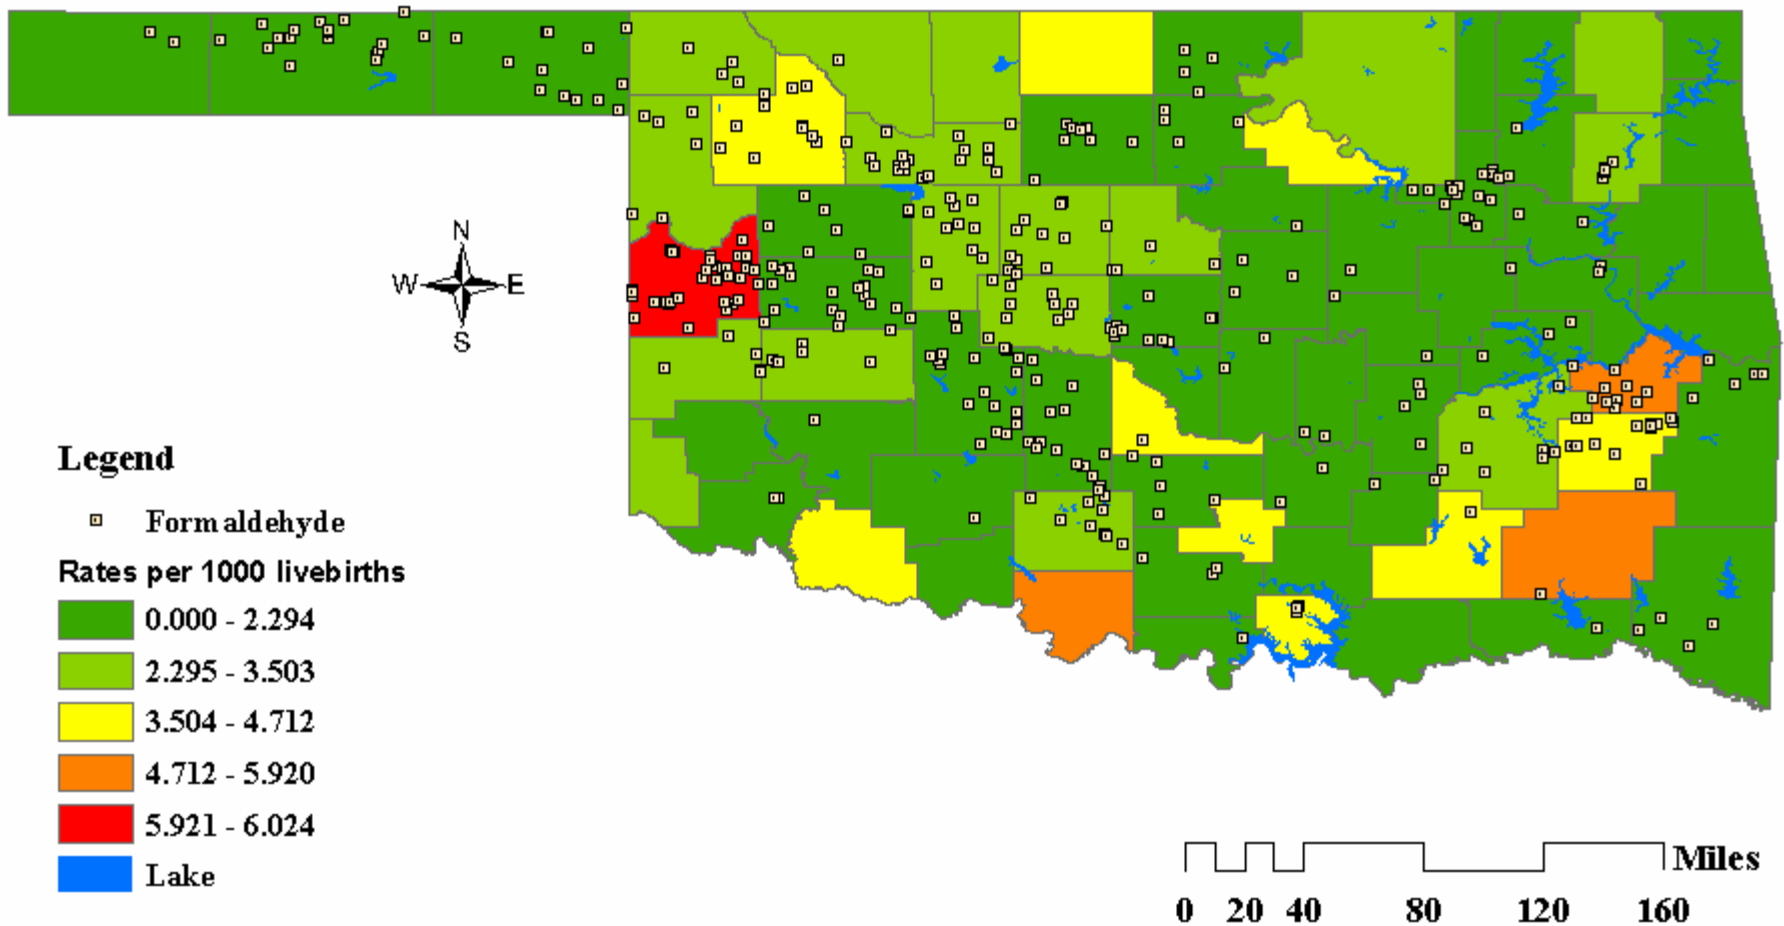 N
W E
S
Legend
Formaldehyde
Rates per 1000 livebirths
0.000 - 2.294
2.295 - 3.503
3.504 - 4.712
4.712 - 5.920
5.921 - 6.024
Lake
Miles
0 20 40 80 120 160